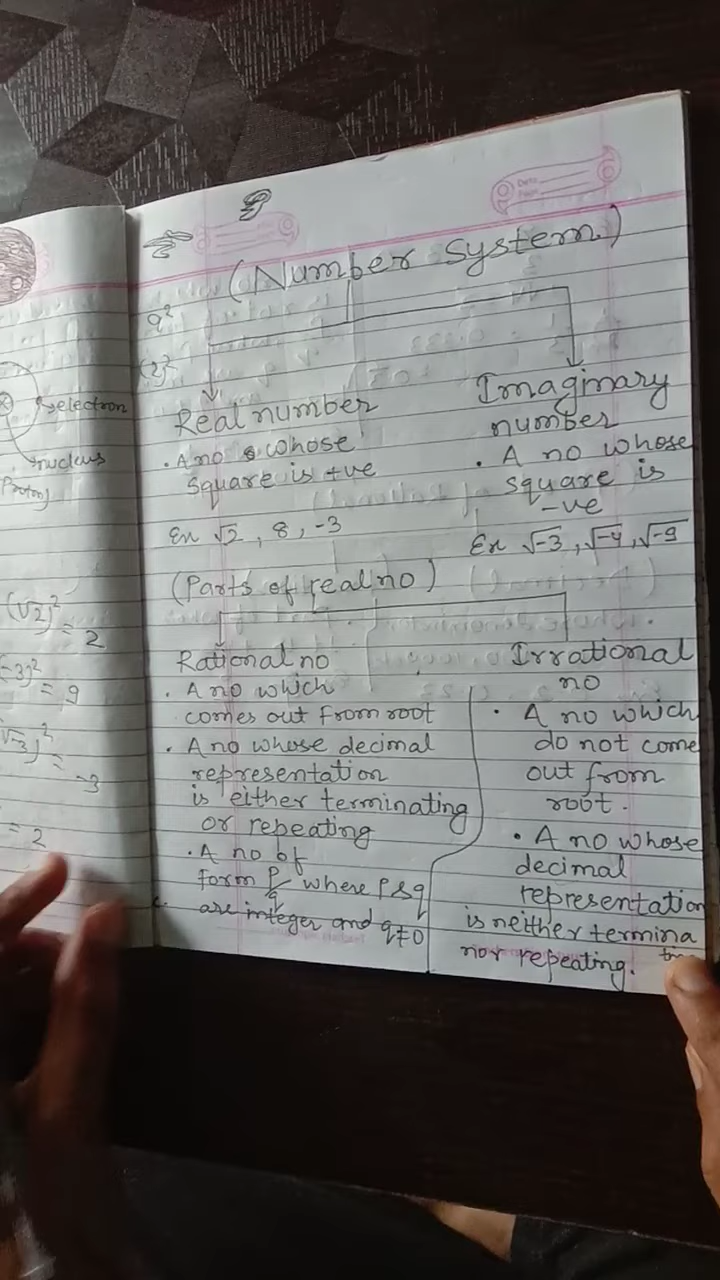 electron
nucleus
(√2)² = 2
= 9
= -3
= 2
(Number System)
Real number
. A no whose
square is +ve
Ex √2, 8, -3
Imaginary
number
. A no whose
square is
-ve
Ex √-3, √-4, √-9
(Parts of real no)
Rational no
. A no which
comes out from root
. A no whose decimal
representation
is either terminating
or repeating
. A no of
form P/q where P & q
are integer and q≠0
Irrational
no
. A no which
do not come
out from
root.
. A no whose
decimal
representation
is neither termina
nor repeating.